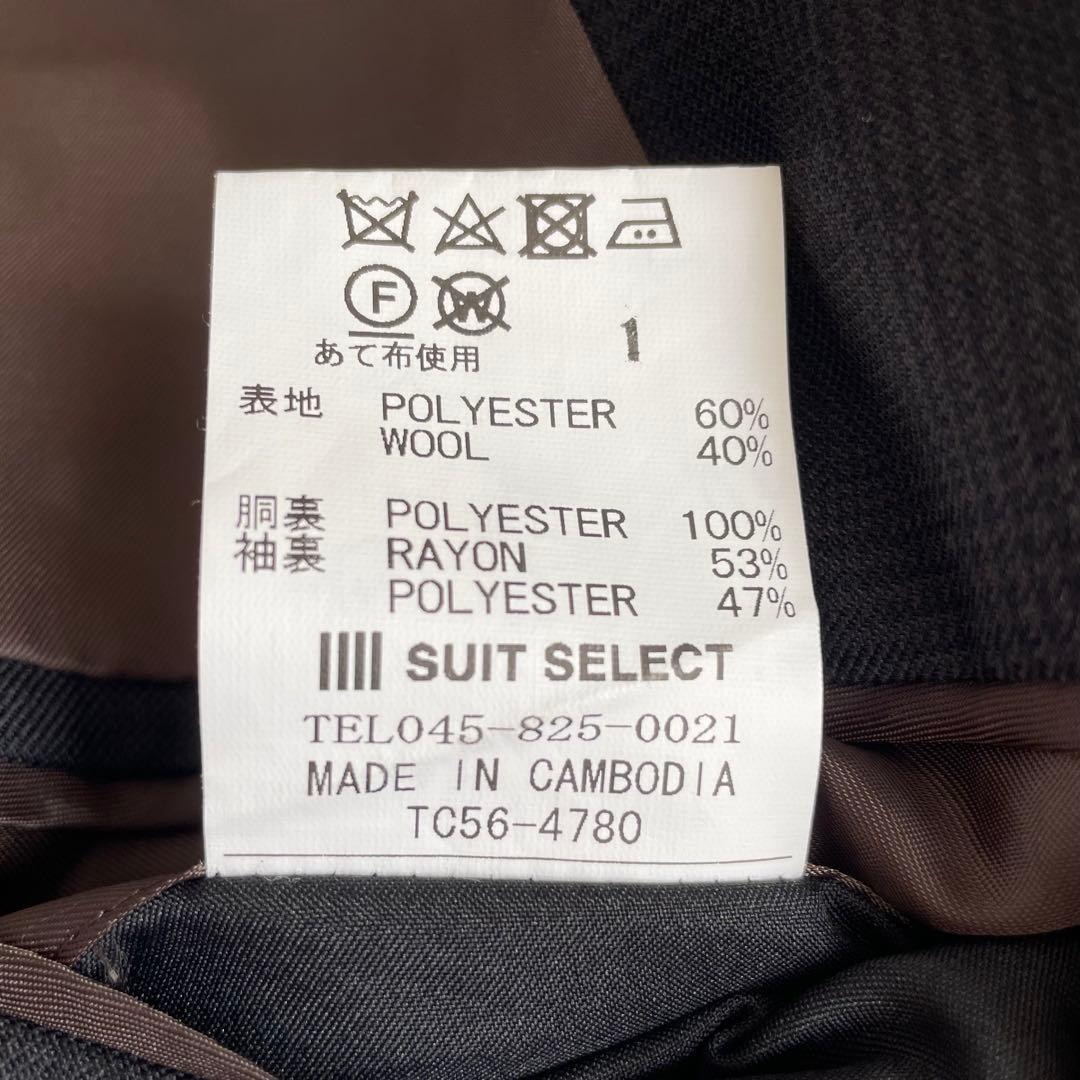 F W
あて布使用 1
表地 POLYESTER 60%
WOOL 40%
胴裏 POLYESTER 100%
袖裏 RAYON 53%
POLYESTER 47%
SUIT SELECT
TEL045-825-0021
MADE IN CAMBODIA
TC56-4780